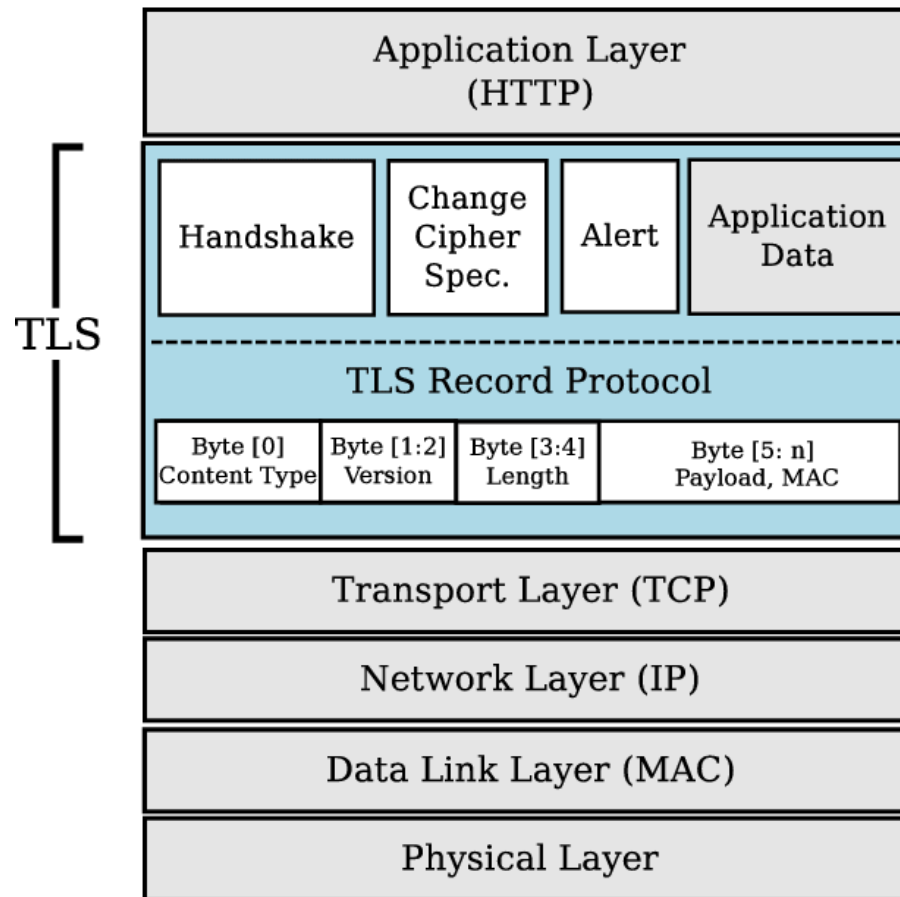 Application Layer
(HTTP)
TLS
Handshake
Change
Cipher
Spec.
Alert
Application
Data
TLS Record Protocol
Byte [0]
Content Type
Byte [1:2]
Version
Byte [3:4]
Length
Byte [5: n]
Payload, MAC
Transport Layer (TCP)
Network Layer (IP)
Data Link Layer (MAC)
Physical Layer